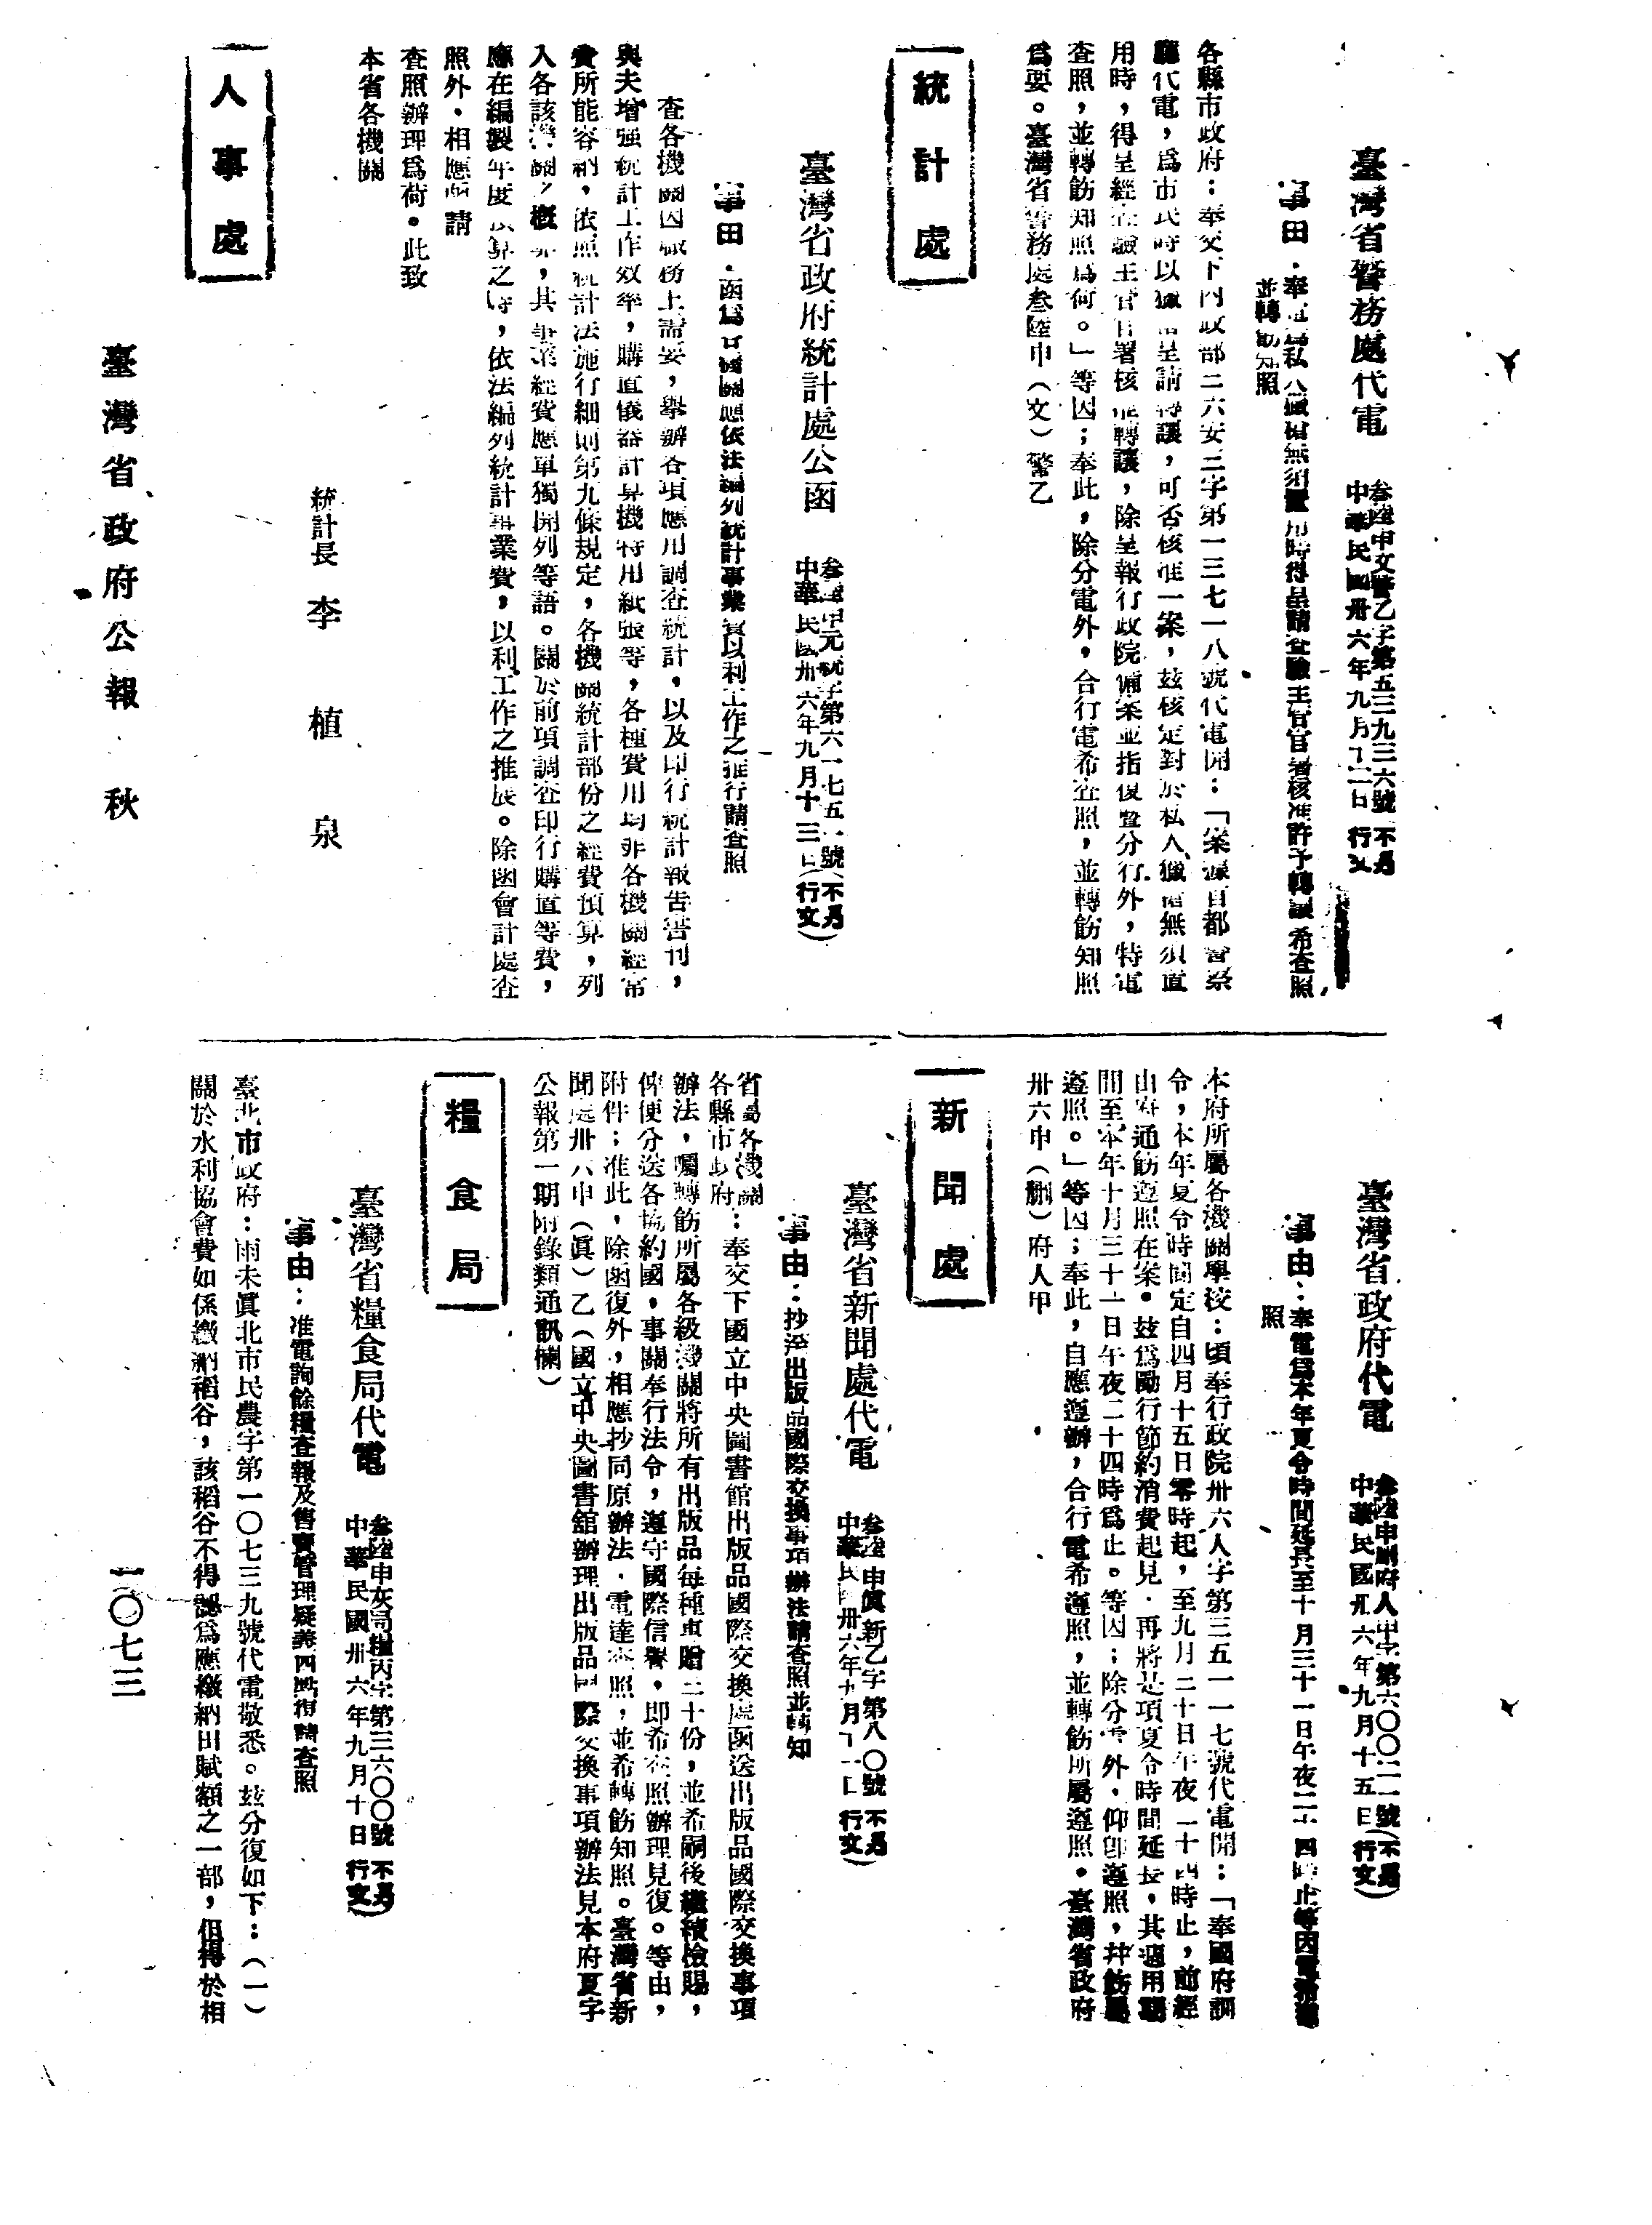 臺灣省警務處代電
叁陸申文警乙字第五三九三六號
中華民國卅六年九月十二日
不另行文
事由：奉電為私人獵槍無須置用時得呈請查驗主管官署核准許予轉讓希查照
並轉飭知照
各縣市政府：奉交下內政部三六安三字第一三七一八號代電開：「案據首都警察
廳代電，為市民時以獵槍呈請轉讓，可否核准一案，茲核定對於私人獵槍無須置
用時，得呈經查驗主管官署核准轉讓，除呈報行政院備案並指復暨分行外，特電
查照，並轉飭知照為荷。」等因；奉此，除分電外，合行電希查照，並轉飭知照
為要。臺灣省警務處叁陸申（文）警乙
統計處
臺灣省政府統計處公函
叁陸申元統字第六一七五一號
中華民國卅六年九月十三日
（不另行文）
事由：函為各機關應依法編列統計事業費以利工作之推行請查照
查各機關因職務上需要，舉辦各項應用調查統計，以及印行統計報告書刊，
與夫增强統計工作效率，購置儀器計算機特用紙張等，各種費用均非各機關經常
費所能容納，依照統計法施行細則第九條規定，各機關統計部份之經費預算，列
入各該機關之概算，其事業經費應單獨開列等語。關於前項調查印行購置等費，
應在編製年度預算之時，依法編列統計事業費，以利工作之推展。除函會計處查
照外，相應函請
查照辦理為荷。此致
本省各機關
統計長 李植泉
人事處
臺灣省政府公報 秋
臺灣省政府代電
叁陸申刪府人甲字第六〇〇二一號
中華民國卅六年九月十五日
（不另行文）
事由：奉電為本年夏令時間延長至十月三十一日午夜二十四時止等因電希遵
照
本府所屬各機關學校：頃奉行政院卅六人字第三五一一七號代電開：「奉國府訓
令，本年夏令時間定自四月十五日零時起，至九月三十日午夜二十四時止，前經
由府通飭遵照在案。茲為勵行節約消費起見，再將是項夏令時間延長，其適用期
間至本年十月三十一日午夜二十四時為止。等因；除分電外，仰即遵照，并飭屬
遵照。」等因；奉此，自應遵辦，合行電希遵照，並轉飭所屬遵照。臺灣省政府
卅六申（刪）府人甲
新聞處
臺灣省新聞處代電
叁陸申真新乙字第八〇號
中華民國卅六年九月十一日
（不另行文）
事由：抄送出版品國際交換事項辦法請查照並轉知
省屬各機關
各縣市政府：奉交下國立中央圖書館出版品國際交換處函送出版品國際交換事項
辦法，囑轉飭所屬各級機關將所有出版品每種惠贈三十份，並希嗣後繼續檢賜，
俾便分送各協約國，事關奉行法令，遵守國際信譽，即希查照辦理見復。等由，
附件；准此，除函復外，相應抄同原辦法，電達查照，並希轉飭知照。臺灣省新
聞處卅六申（真）乙（國立中央圖書舘辦理出版品國際交換事項辦法見本府夏字
公報第一期附錄類通訊欄）
糧食局
臺灣省糧食局代電
叁陸申灰局糧丙字第三六〇〇號
中華民國卅六年九月十日
（不另行文）
事由：准電詢餘糧查報及售賣管理疑義四點復請查照
臺北市政府：雨未真北市民農字第一〇七三九號代電敬悉。茲分復如下：（一）
關於水利協會費如係繳納稻谷，該稻谷不得認為應繳納田賦額之一部，但得於相
一〇七三